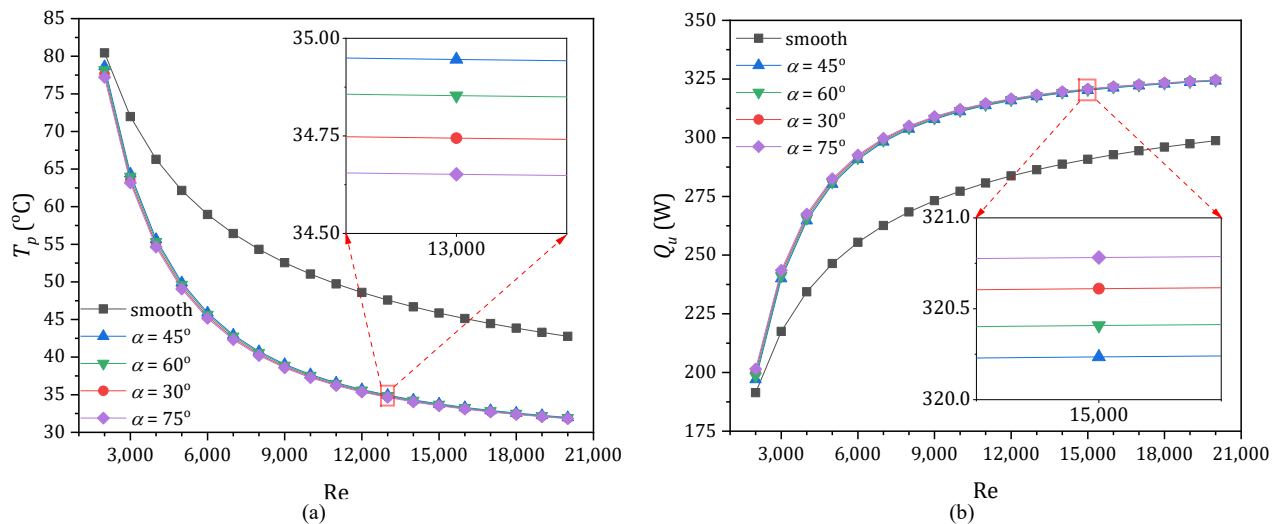 85
80
75
70
65
60
55
50
45
40
35
30
T_p (°C)
35.00
34.75
34.50
13,000
smooth
α = 45°
α = 60°
α = 30°
α = 75°
3,000 6,000 9,000 12,000 15,000 18,000 21,000
Re
(a)
350
325
300
275
250
225
200
175
Q_u (W)
smooth
α = 45°
α = 60°
α = 30°
α = 75°
321.0
320.5
320.0
15,000
3,000 6,000 9,000 12,000 15,000 18,000 21,000
Re
(b)